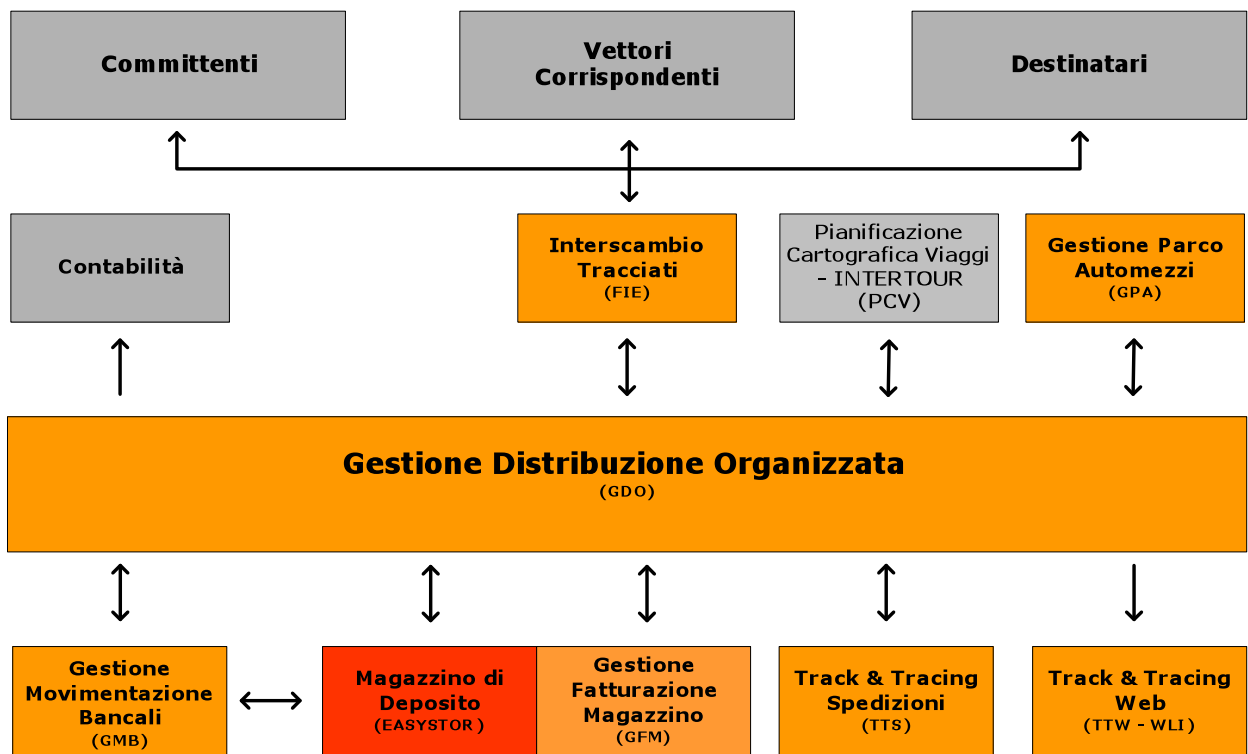 Committenti
Vettori
Corrispondenti
Destinatari
Contabilità
Interscambio
Tracciati
(FIE)
Pianificazione
Cartografica Viaggi
- INTERTOUR
(PCV)
Gestione Parco
Automezzi
(GPA)
Gestione Distribuzione Organizzata
(GDO)
Gestione
Movimentazione
Bancali
(GMB)
Magazzino di
Deposito
(EASYSTOR)
Gestione
Fatturazione
Magazzino
(GFM)
Track & Tracing
Spedizioni
(TTS)
Track & Tracing
Web
(TTW - WLI)